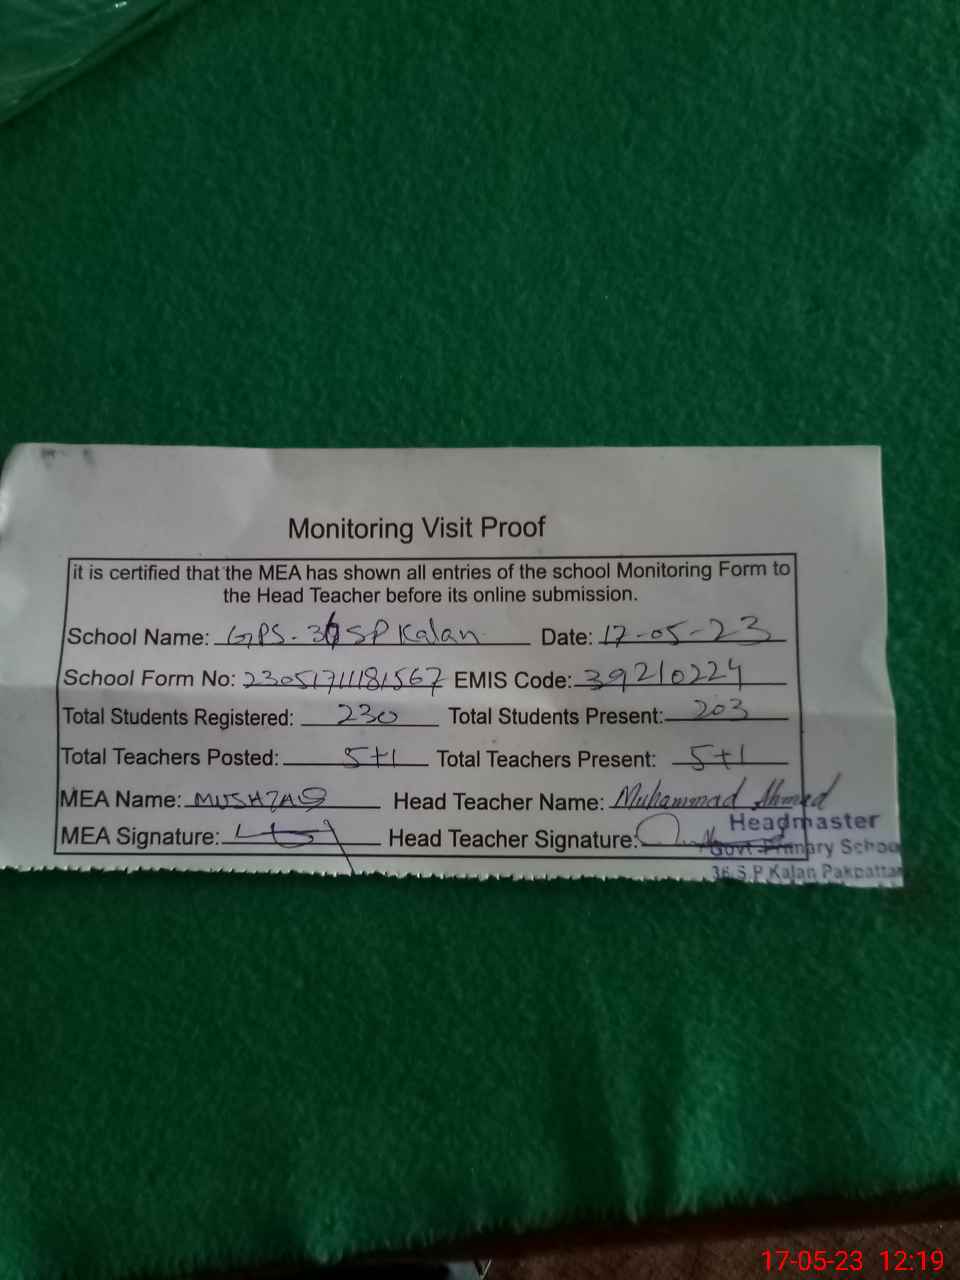 Monitoring Visit Proof
it is certified that the MEA has shown all entries of the school Monitoring Form to
the Head Teacher before its online submission.
School Name: GPS-36 SP Kalan Date: 17-05-23
School Form No: 23051711181567 EMIS Code: 39210224
Total Students Registered: 230 Total Students Present: 203
Total Teachers Posted: 5+1 Total Teachers Present: 5+1
MEA Name: MUSHTAQ Head Teacher Name: Muhammad Ahmad
MEA Signature: Head Teacher Signature:
Headmaster
Govt Primary School
36 S.P Kalan Pakpattan
17-05-23 12:19